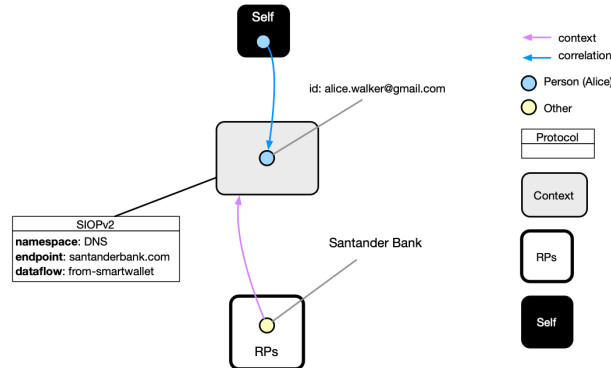 Self
id: alice.walker@gmail.com
SIOPv2
namespace: DNS
endpoint: santanderbank.com
dataflow: from-smartwallet
Santander Bank
RPs
context
correlation
Person (Alice)
Other
Protocol
Context
RPs
Self